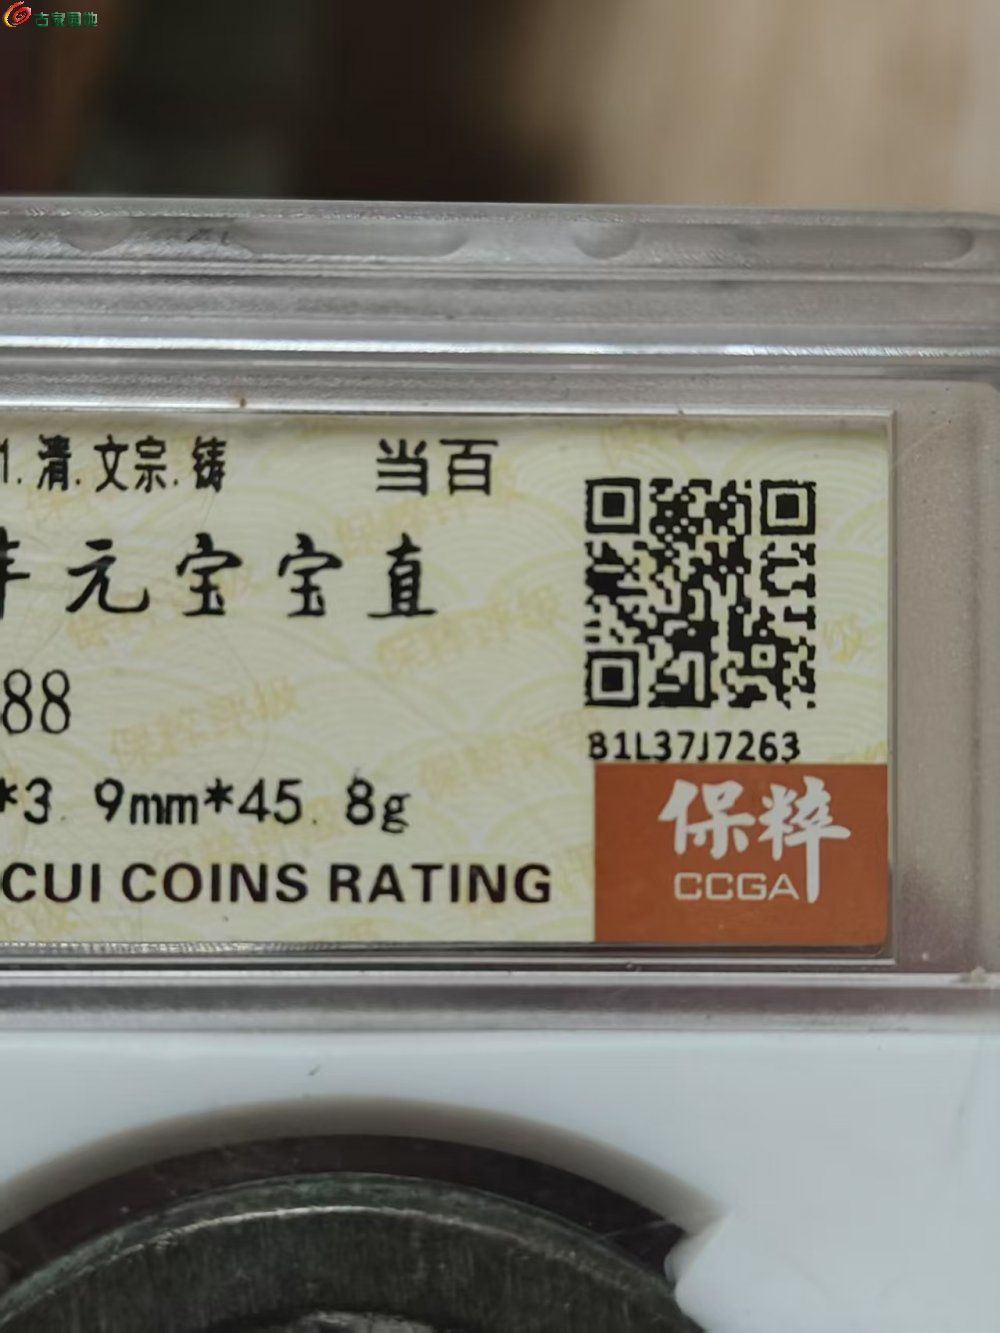 古泉园地
1.清.文宗.铸 当百
丰元宝宝直
88
*3.9mm*45.8g
CUI COINS RATING
B1L37J7263
保粹
CCGA